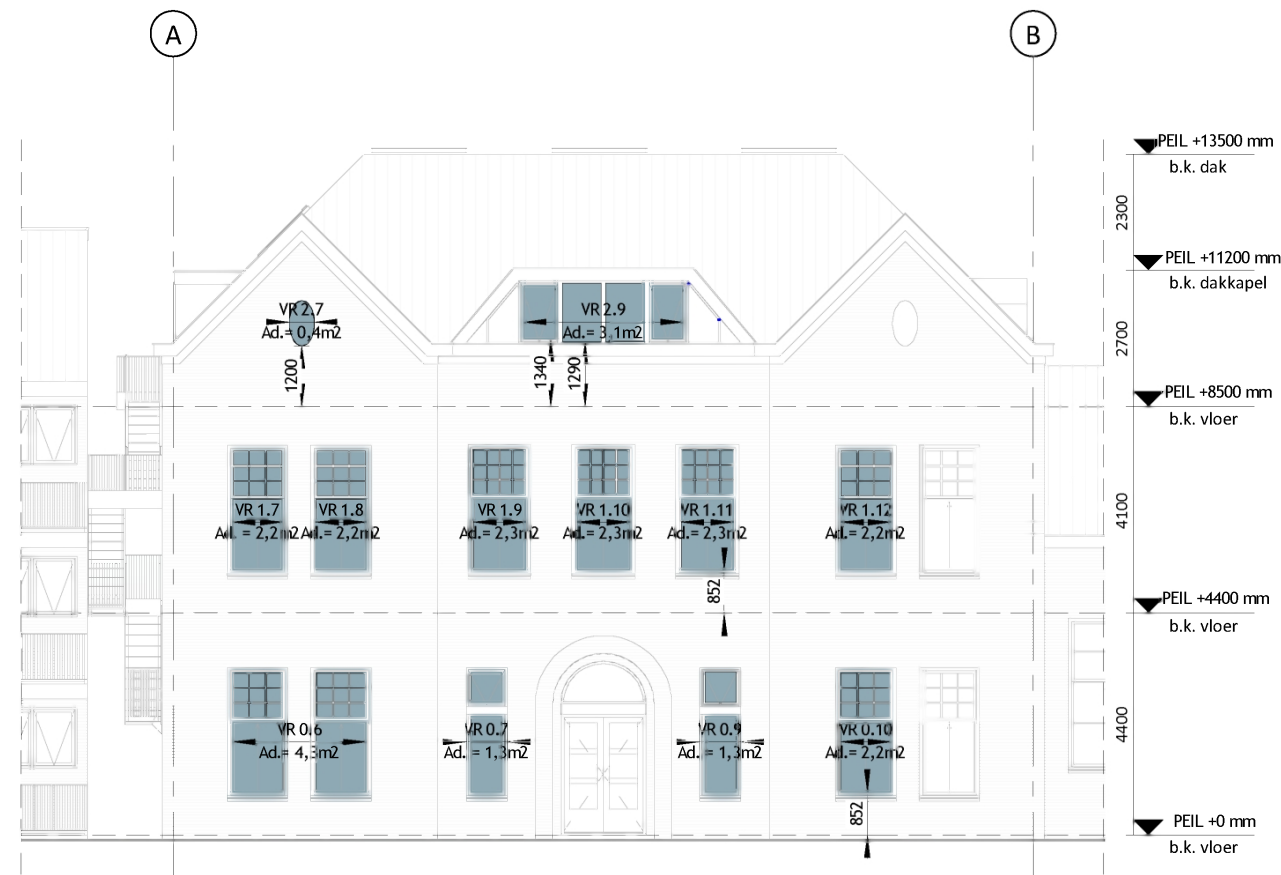 A
B
PEIL +13500 mm
b.k. dak
2300
PEIL +11200 mm
b.k. dakkapel
VR 2.7
Ad.= 0,4m2
VR 2.9
Ad.= 3,1m2
2700
1200
1340
1290
PEIL +8500 mm
b.k. vloer
4100
VR 1.7
Ad.= 2,2m2
VR 1.8
Ad.= 2,2m2
VR 1.9
Ad.= 2,3m2
VR 1.10
Ad.= 2,3m2
VR 1.11
Ad.= 2,3m2
VR 1.12
Ad.= 2,2m2
852
PEIL +4400 mm
b.k. vloer
4400
VR 0.6
Ad.= 4,3m2
VR 0.7
Ad.= 1,3m2
VR 0.9
Ad.= 1,3m2
VR 0.10
Ad.= 2,2m2
852
PEIL +0 mm
b.k. vloer